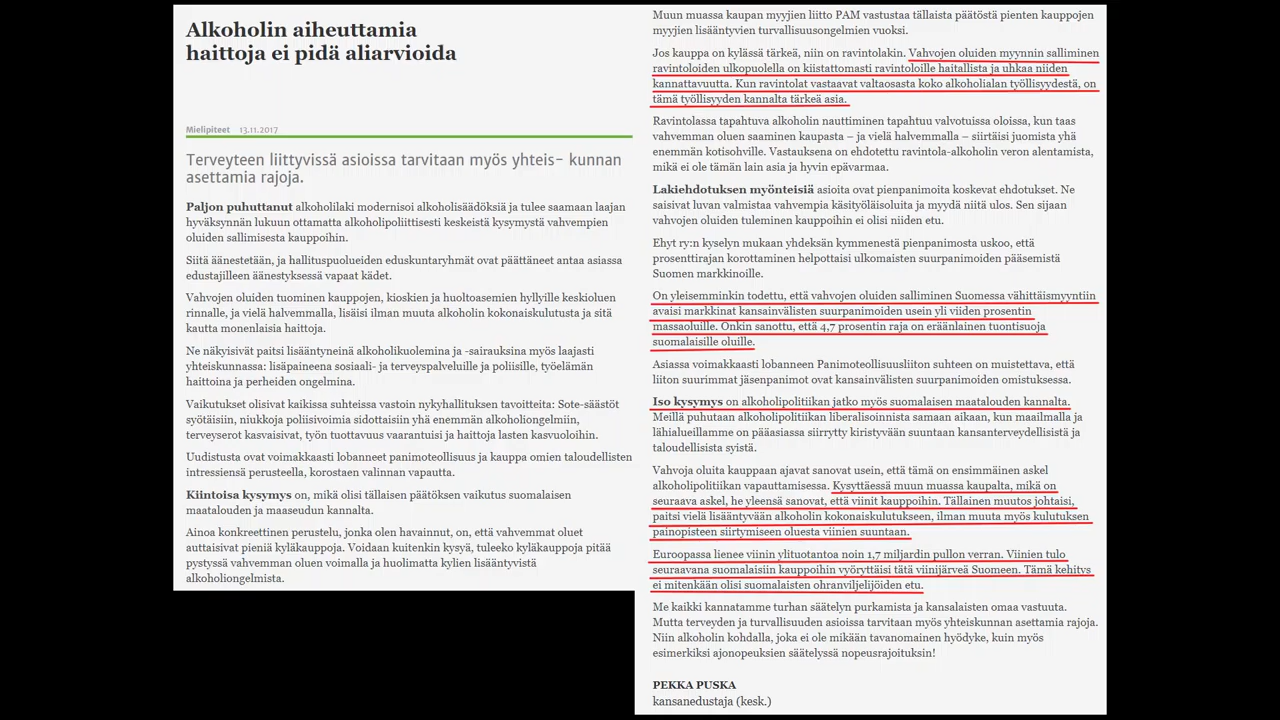 Alkoholin aiheuttamia
haittoja ei pidä aliarvioida
Mielipiteet 13.11.2017
Terveyteen liittyvissä asioissa tarvitaan myös yhteis- kunnan
asettamia rajoja.
Paljon puhuttanut alkoholilaki modernisoi alkoholisäädöksiä ja tulee saamaan laajan
hyväksynnän lukuun ottamatta alkoholipoliittisesti keskeistä kysymystä vahvempien
oluiden sallimisesta kauppoihin.
Siitä äänestetään, ja hallituspuolueiden eduskuntaryhmät ovat päättäneet antaa asiassa
edustajilleen äänestyksessä vapaat kädet.
Vahvojen oluiden tuominen kauppojen, kioskien ja huoltoasemien hyllyille keskioluen
rinnalle, ja vielä halvemmalla, lisäisi ilman muuta alkoholin kokonaiskulutusta ja sitä
kautta monenlaisia haittoja.
Ne näkyisivät paitsi lisääntyneinä alkoholikuolemina ja -sairauksina myös laajasti
yhteiskunnassa: lisäpaineena sosiaali- ja terveyspalveluille ja poliisille, työelämän
haittoina ja perheiden ongelmina.
Vaikutukset olisivat kaikissa suhteissa vastoin nykyhallituksen tavoitteita: Sote-säästöt
syötäisiin, niukkoja poliisivoimia sidottaisiin yhä enemmän alkoholiongelmiin,
terveyserot kasvaisivat, työn tuottavuus vaarantuisi ja haittoja lasten kasvuoloihin.
Uudistusta ovat voimakkaasti lobanneet panimoteollisuus ja kauppa omien taloudellisten
intressiensä perusteella, korostaen valinnan vapautta.
Kiintoisa kysymys on, mikä olisi tällaisen päätöksen vaikutus suomalaisen
maatalouden ja maaseudun kannalta.
Ainoa konkreettinen perustelu, jonka olen havainnut, on, että vahvemmat oluet
auttaisivat pieniä kyläkauppoja. Voidaan kuitenkin kysyä, tuleeko kyläkauppoja pitää
pystyssä vahvemman oluen voimalla ja huolimatta kylien lisääntyvistä
alkoholiongelmista.
Muun muassa kaupan myyjien liitto PAM vastustaa tällaista päätöstä pienten kauppojen
myyjien lisääntyvien turvallisuusongelmien vuoksi.
Jos kauppa on kylässä tärkeä, niin on ravintolakin. Vahvojen oluiden myynnin salliminen
ravintoloiden ulkopuolella on kiistattomasti ravintoloille haitallista ja uhkaa niiden
kannattavuutta. Kun ravintolat vastaavat valtaosasta koko alkoholialan työllisyydestä, on
tämä työllisyyden kannalta tärkeä asia.
Ravintolassa tapahtuva alkoholin nauttiminen tapahtuu valvotuissa oloissa, kun taas
vahvemman oluen saaminen kaupasta – ja vielä halvemmalla – siirtäisi juomista yhä
enemmän kotisohville. Vastauksena on ehdotettu ravintola-alkoholin veron alentamista,
mikä ei ole tämän lain asia ja hyvin epävarmaa.
Lakiehdotuksen myönteisiä asioita ovat pienpanimoita koskevat ehdotukset. Ne
saisivat luvan valmistaa vahvempia käsityöläisoluita ja myydä niitä ulos. Sen sijaan
vahvojen oluiden tuleminen kauppoihin ei olisi niiden etu.
Ehyt ry:n kyselyn mukaan yhdeksän kymmenestä pienpanimosta uskoo, että
prosenttirajan korottaminen helpottaisi ulkomaisten suurpanimoiden pääsemistä
Suomen markkinoille.
On yleisemminkin todettu, että vahvojen oluiden salliminen Suomessa vähittäismyyntiin
avaisi markkinat kansainvälisten suurpanimoiden usein yli viiden prosentin
massaoluille. Onkin sanottu, että 4,7 prosentin raja on eräänlainen tuontisuoja
suomalaisille oluille.
Asiassa voimakkaasti lobanneen Panimoteollisuusliiton suhteen on muistettava, että
liiton suurimmat jäsenpanimot ovat kansainvälisten suurpanimoiden omistuksessa.
Iso kysymys on alkoholipolitiikan jatko myös suomalaisen maatalouden kannalta.
Meillä puhutaan alkoholipolitiikan liberalisoinnista samaan aikaan, kun maailmalla ja
lähialueillamme on pääasiassa siirrytty kiristyvään suuntaan kansanterveydellisistä ja
taloudellisista syistä.
Vahvoja oluita kauppaan ajavat sanovat usein, että tämä on ensimmäinen askel
alkoholipolitiikan vapauttamisessa. Kysyttäessä muun muassa kaupalta, mikä on
seuraava askel, he yleensä sanovat, että viinit kauppoihin. Tällainen muutos johtaisi,
paitsi vielä lisääntyvään alkoholin kokonaiskulutukseen, ilman muuta myös kulutuksen
painopisteen siirtymiseen oluesta viinien suuntaan.
Euroopassa lienee viinin ylituotantoa noin 1,7 miljardin pullon verran. Viinien tulo
seuraavana suomalaisiin kauppoihin vyöryttäisi tätä viinijärveä Suomeen. Tämä kehitys
ei mitenkään olisi suomalaisten ohranviljelijöiden etu.
Me kaikki kannatamme turhan säätelyn purkamista ja kansalaisten omaa vastuuta.
Mutta terveyden ja turvallisuuden asioissa tarvitaan myös yhteiskunnan asettamia rajoja.
Niin alkoholin kohdalla, joka ei ole mikään tavanomainen hyödyke, kuin myös
esimerkiksi ajonopeuksien säätelyssä nopeusrajoituksin!
PEKKA PUSKA
kansanedustaja (kesk.)